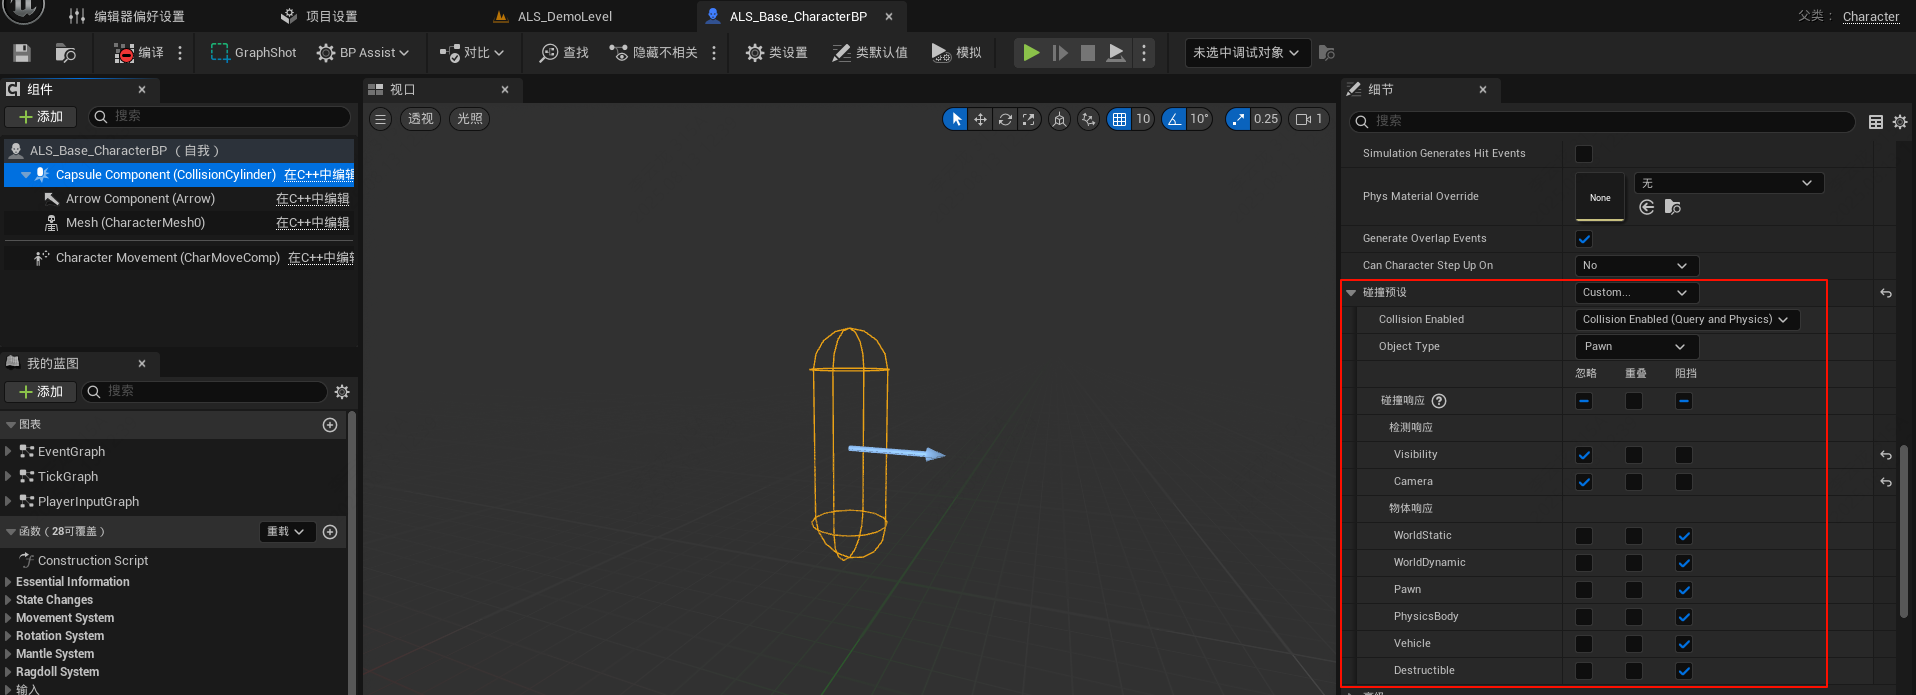 编辑器偏好设置
项目设置
ALS_DemoLevel
ALS_Base_CharacterBP
父类： Character
编译
GraphShot
BP Assist
对比
查找
隐藏不相关
类设置
类默认值
模拟
未选中调试对象
组件
添加
搜索
ALS_Base_CharacterBP （自我）
Capsule Component (CollisionCylinder) 在C++中编辑
Arrow Component (Arrow) 在C++中编辑
Mesh (CharacterMesh0) 在C++中编辑
Character Movement (CharMoveComp) 在C++中编辑
我的蓝图
添加
搜索
图表
EventGraph
TickGraph
PlayerInputGraph
函数（28可覆盖） 重载
Construction Script
Essential Information
State Changes
Movement System
Rotation System
Mantle System
Ragdoll System
输入
视口
透视
光照
10
10°
0.25
1
细节
搜索
Simulation Generates Hit Events
Phys Material Override None 无
Generate Overlap Events
Can Character Step Up On No
碰撞预设 Custom...
Collision Enabled Collision Enabled (Query and Physics)
Object Type Pawn
忽略 重叠 阻挡
碰撞响应 ?
检测响应
Visibility
Camera
物体响应
WorldStatic
WorldDynamic
Pawn
PhysicsBody
Vehicle
Destructible
高级